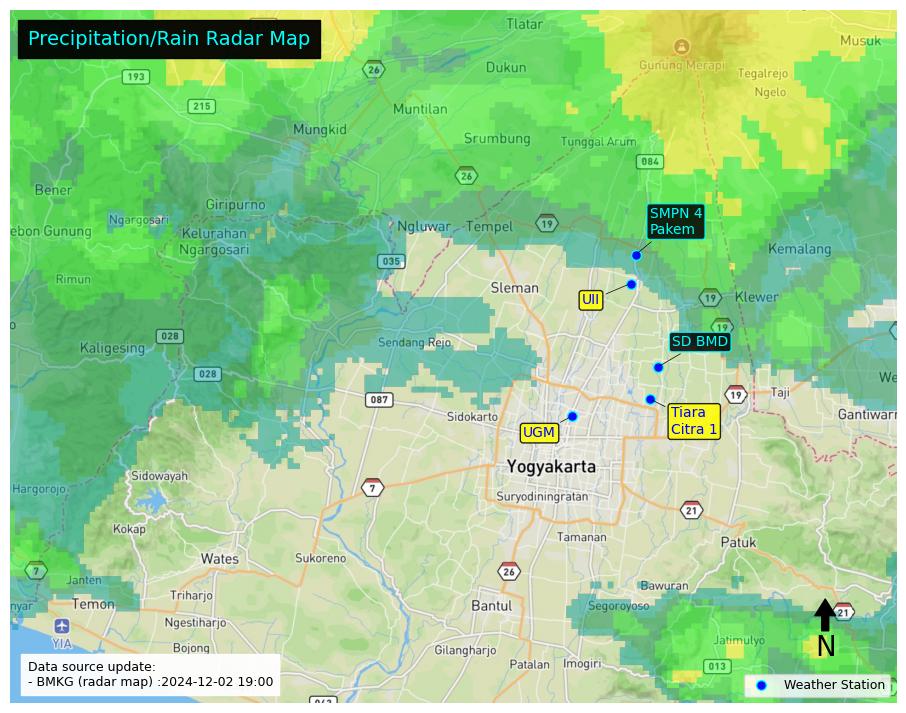 Precipitation/Rain Radar Map
Tlatar
Musuk
26
Gunung Merapi
193
Dukun
Tegalrejo
215
Ngelo
Muntilan
Mungkid
Srumbung
Tunggal Arum
084
26
Bener
Giripurno
SMPN 4
Pakem
Ngargosari
Ngluwar
Tempel
19
ebon Gunung
Kelurahan
Ngargosari
Kemalang
035
Rimun
Sleman
UII
19
Klewer
19
028
Kaligesing
Sendang Rejo
SD BMD
028
We
087
19
Taji
Sidokarto
Tiara
Citra 1
Gantiwarn
UGM
Yogyakarta
Sidowayah
7
Hargorojo
Suryodiningratan
21
Kokap
Tamanan
Patuk
Wates
Sukoreno
7
26
Janten
Bawuran
Triharjo
nyar
Temon
Bantul
Segoroyoso
21
Ngestiharjo
YIA
N
Jatimulyo
Bojong
Gilangharjo
Patalan
Imogiri
013
Data source update:
- BMKG (radar map) :2024-12-02 19:00
Weather Station